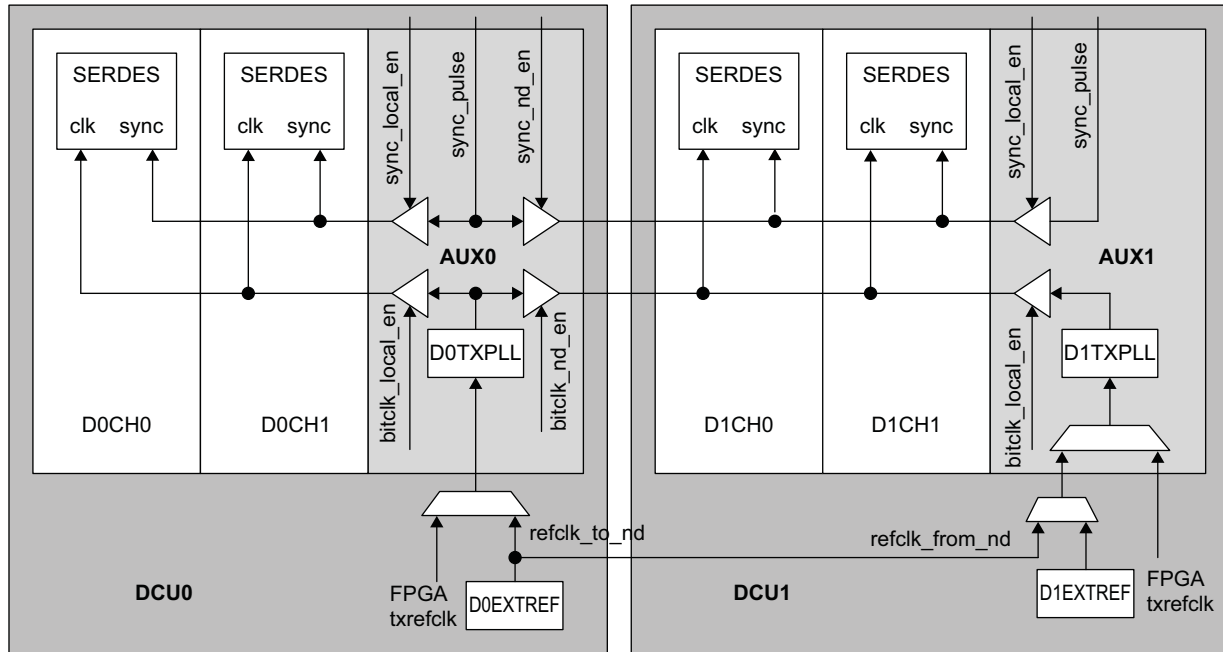 SERDES
clk sync
SERDES
clk sync
sync_local_en
sync_pulse
sync_nd_en
SERDES
clk sync
SERDES
clk sync
sync_local_en
sync_pulse
AUX0
AUX1
bitclk_local_en
D0TXPLL
bitclk_nd_en
bitclk_local_en
D1TXPLL
D0CH0
D0CH1
D1CH0
D1CH1
refclk_to_nd
refclk_from_nd
DCU0
FPGA
txrefclk
D0EXTREF
DCU1
D1EXTREF
FPGA
txrefclk